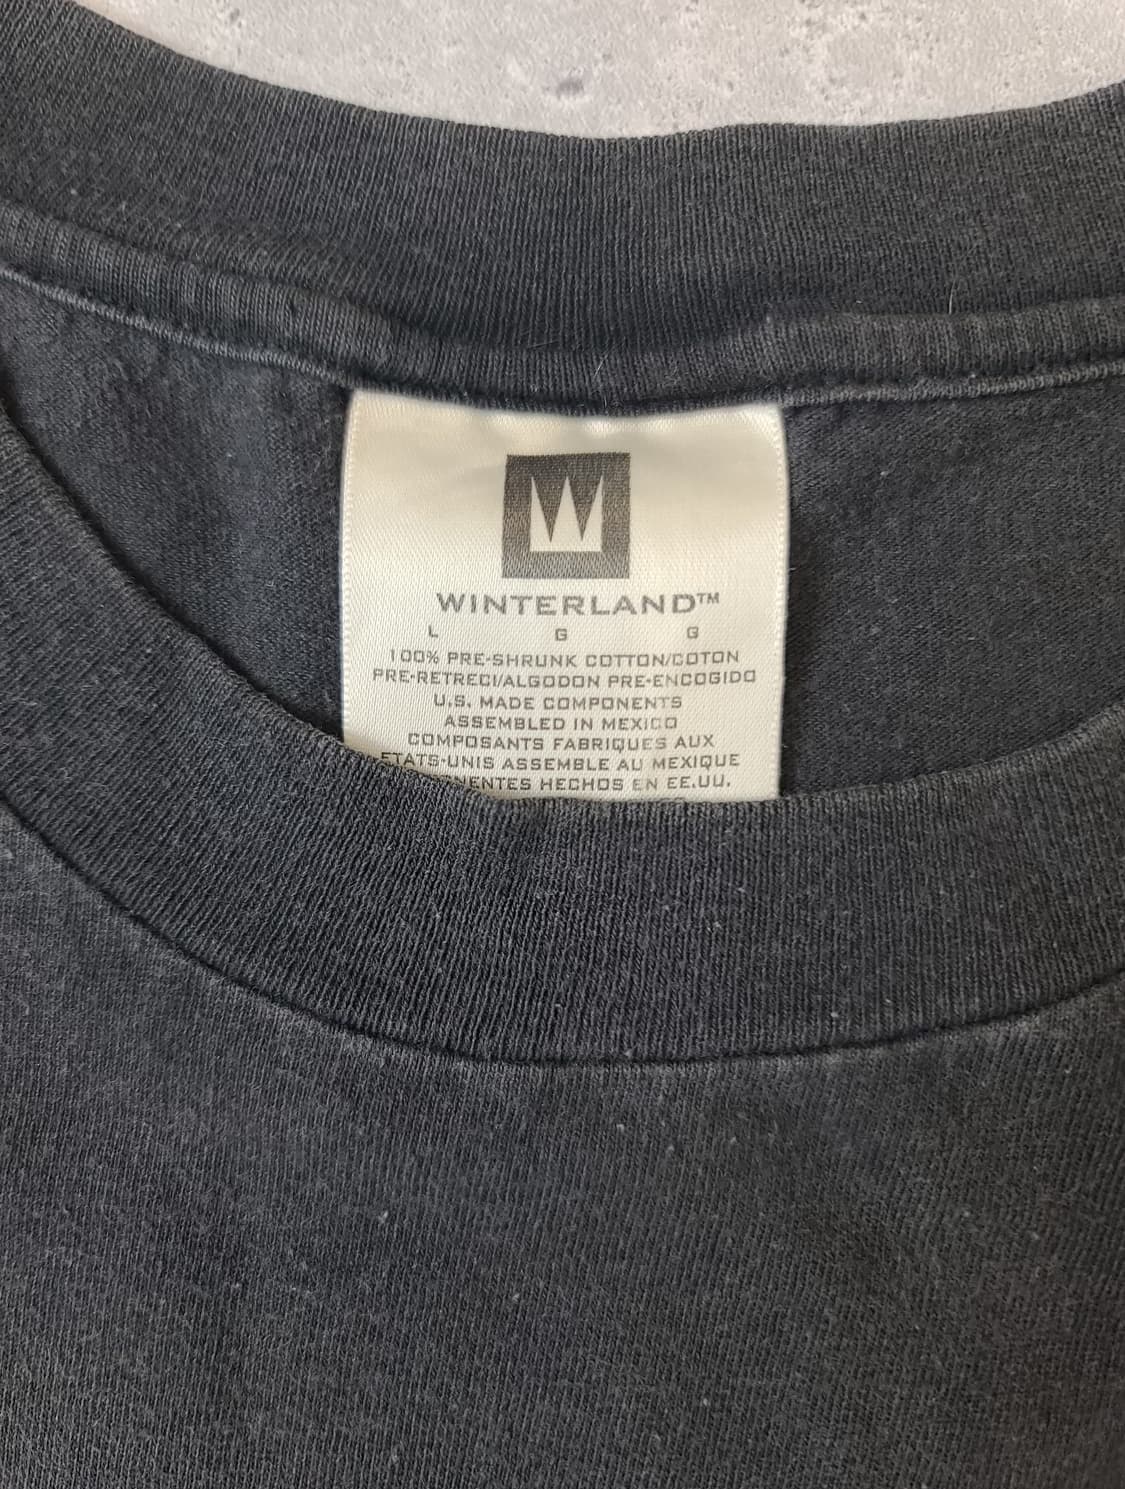 W
WINTERLAND™
L G G
100% PRE-SHRUNK COTTON/COTON
PRE-RETRECI/ALGODON PRE-ENCOGIDO
U.S. MADE COMPONENTS
ASSEMBLED IN MEXICO
COMPOSANTS FABRIQUES AUX
ETATS-UNIS ASSEMBLE AU MEXIQUE
HECHOS EN EE.UU.